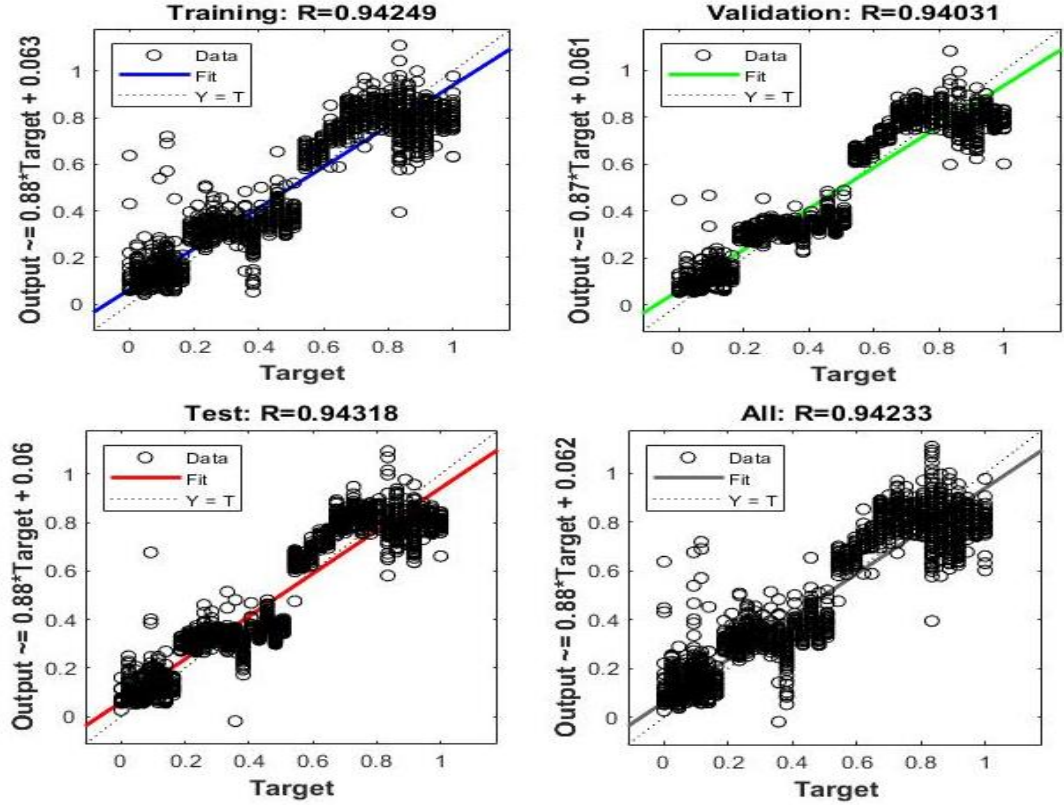 Training: R=0.94249
Output ~= 0.88*Target + 0.063
Data
Fit
Y = T
1
0.8
0.6
0.4
0.2
0
0 0.2 0.4 0.6 0.8 1
Target
Validation: R=0.94031
Output ~= 0.87*Target + 0.061
Data
Fit
Y = T
1
0.8
0.6
0.4
0.2
0
0 0.2 0.4 0.6 0.8 1
Target
Test: R=0.94318
Output ~= 0.88*Target + 0.06
Data
Fit
Y = T
1
0.8
0.6
0.4
0.2
0
0 0.2 0.4 0.6 0.8 1
Target
All: R=0.94233
Output ~= 0.88*Target + 0.062
Data
Fit
Y = T
1
0.8
0.6
0.4
0.2
0
0 0.2 0.4 0.6 0.8 1
Target